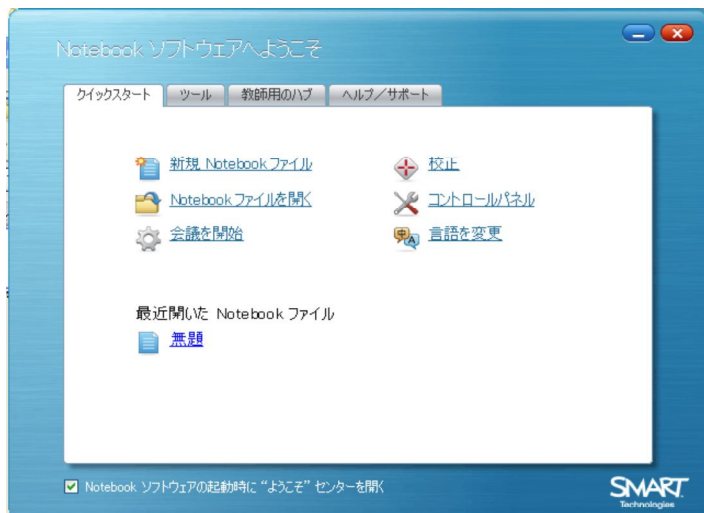 Notebook ソフトウェアへようこそ
クイックスタート ツール 教師用のハブ ヘルプ／サポート
新規 Notebook ファイル
Notebook ファイルを開く
会議を開始
校正
コントロールパネル
言語を変更
最近開いた Notebook ファイル
無題
Notebook ソフトウェアの起動時に “ようこそ” センターを開く
SMART
Technologies